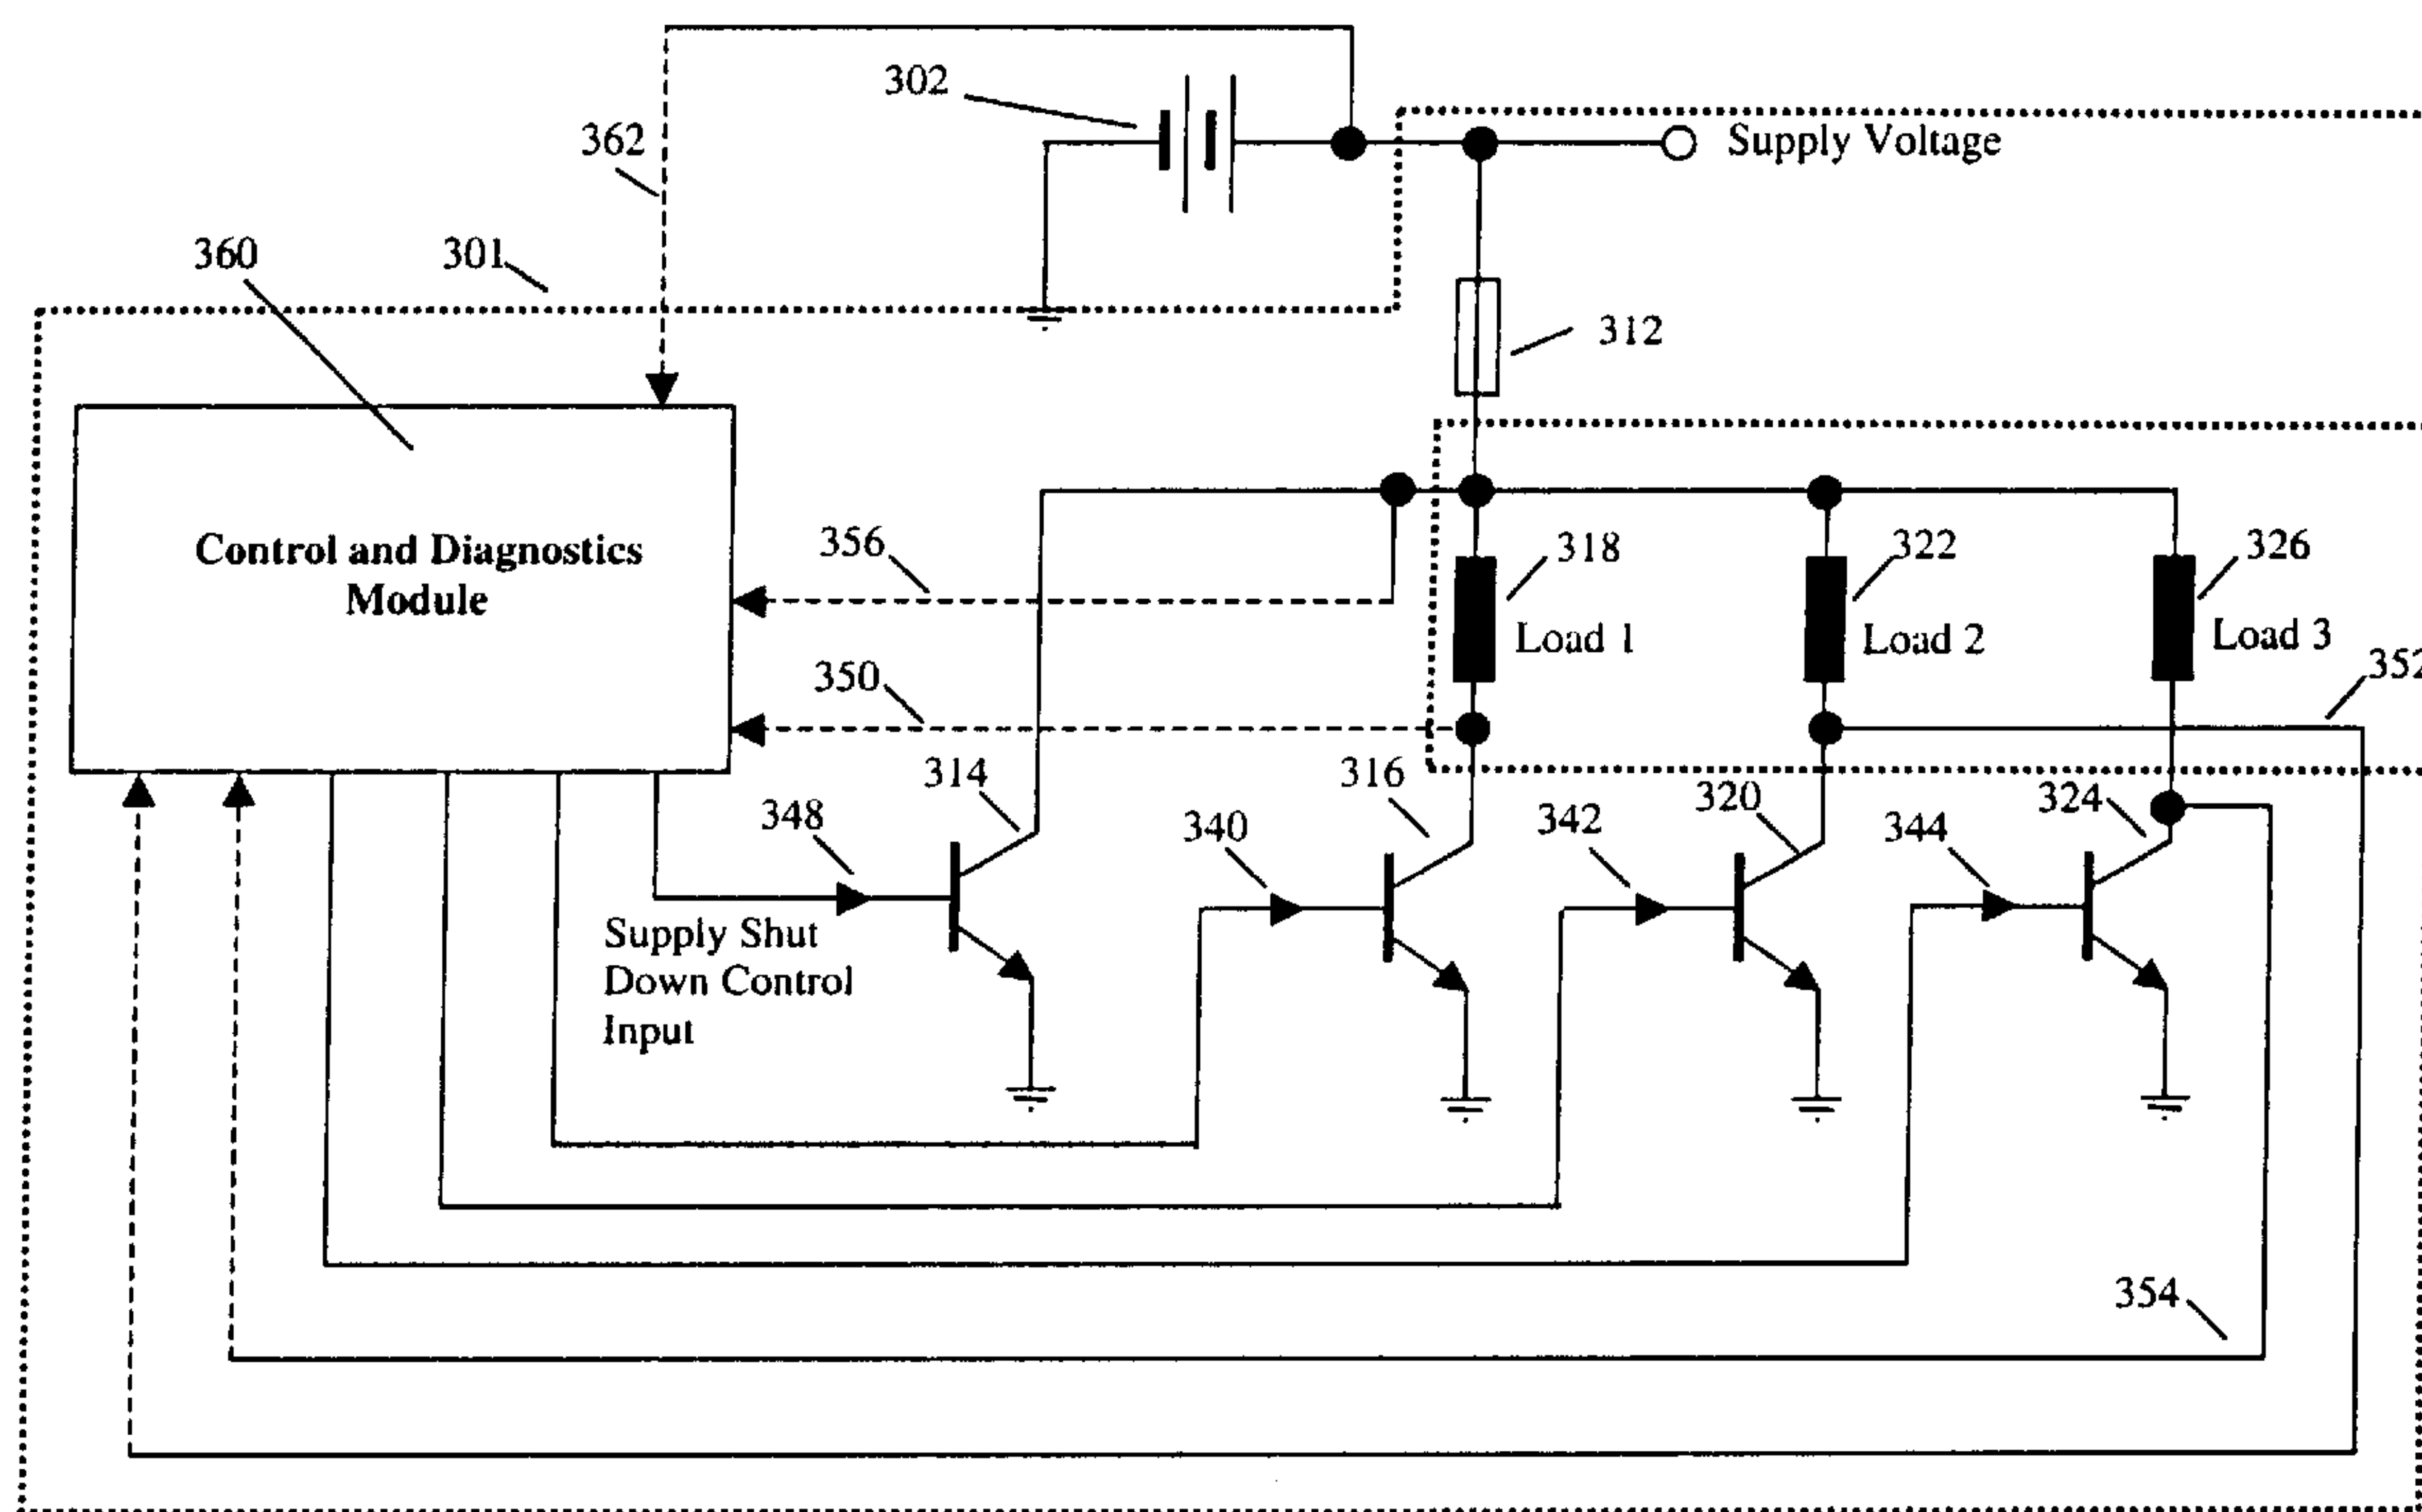 302
362
Supply Voltage
360
301
312
Control and Diagnostics
Module
356
318
322
326
Load 1
Load 2
Load 3
350
352
314
316
320
324
348
340
342
344
Supply Shut
Down Control
Input
354